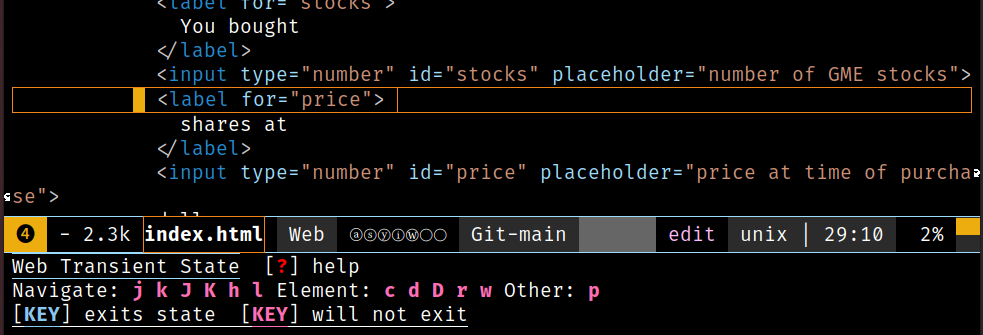 <label for="stocks">
You bought
</label>
<input type="number" id="stocks" placeholder="number of GME stocks">
<label for="price">
shares at
</label>
<input type="number" id="price" placeholder="price at time of purcha
se">
❹ - 2.3k index.html Web ⓐⓢⓨⓘⓦ○○ Git-main edit unix | 29:10 2%
Web Transient State [?] help
Navigate: j k J K h l Element: c d D r w Other: p
[KEY] exits state [KEY] will not exit